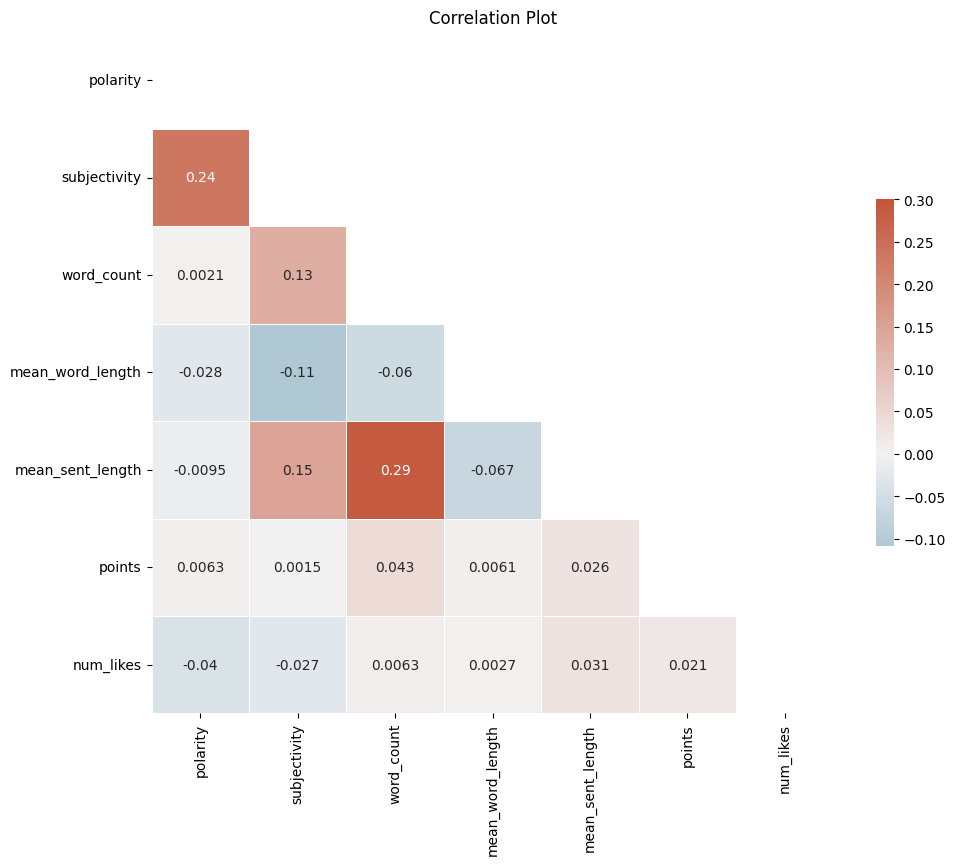 Correlation Plot
polarity
subjectivity 0.24
word_count 0.0021 0.13
mean_word_length -0.028 -0.11 -0.06
mean_sent_length -0.0095 0.15 0.29 -0.067
points 0.0063 0.0015 0.043 0.0061 0.026
num_likes -0.04 -0.027 0.0063 0.0027 0.031 0.021
polarity subjectivity word_count mean_word_length mean_sent_length points num_likes
0.30
0.25
0.20
0.15
0.10
0.05
0.00
−0.05
−0.10